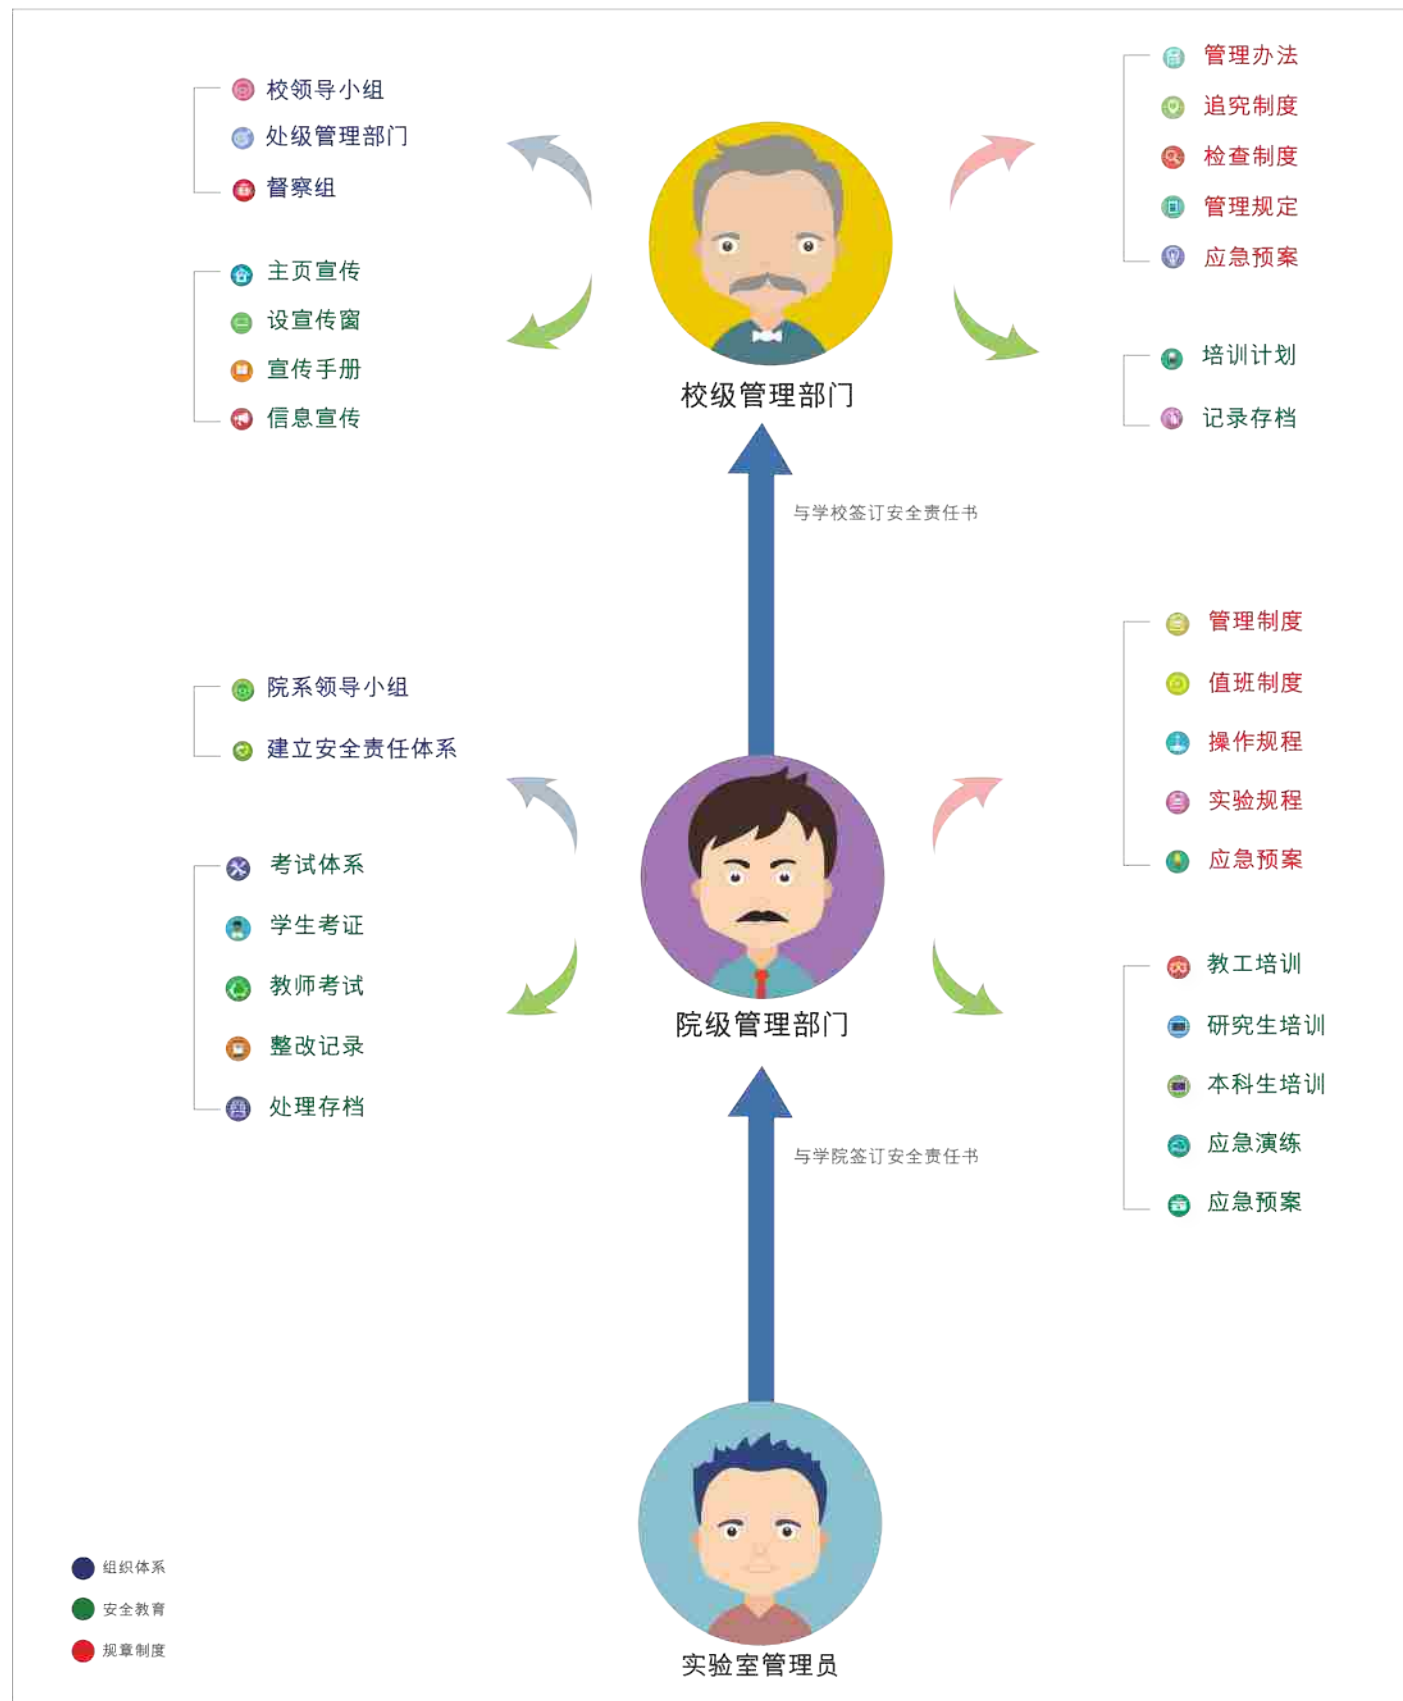 校领导小组
处级管理部门
督察组
主页宣传
设宣传窗
宣传手册
信息宣传
管理办法
追究制度
检查制度
管理规定
应急预案
培训计划
记录存档
校级管理部门
与学校签订安全责任书
院系领导小组
建立安全责任体系
考试体系
学生考证
教师考试
整改记录
处理存档
管理制度
值班制度
操作规程
实验规程
应急预案
教工培训
研究生培训
本科生培训
应急演练
应急预案
院级管理部门
与学院签订安全责任书
实验室管理员
组织体系
安全教育
规章制度